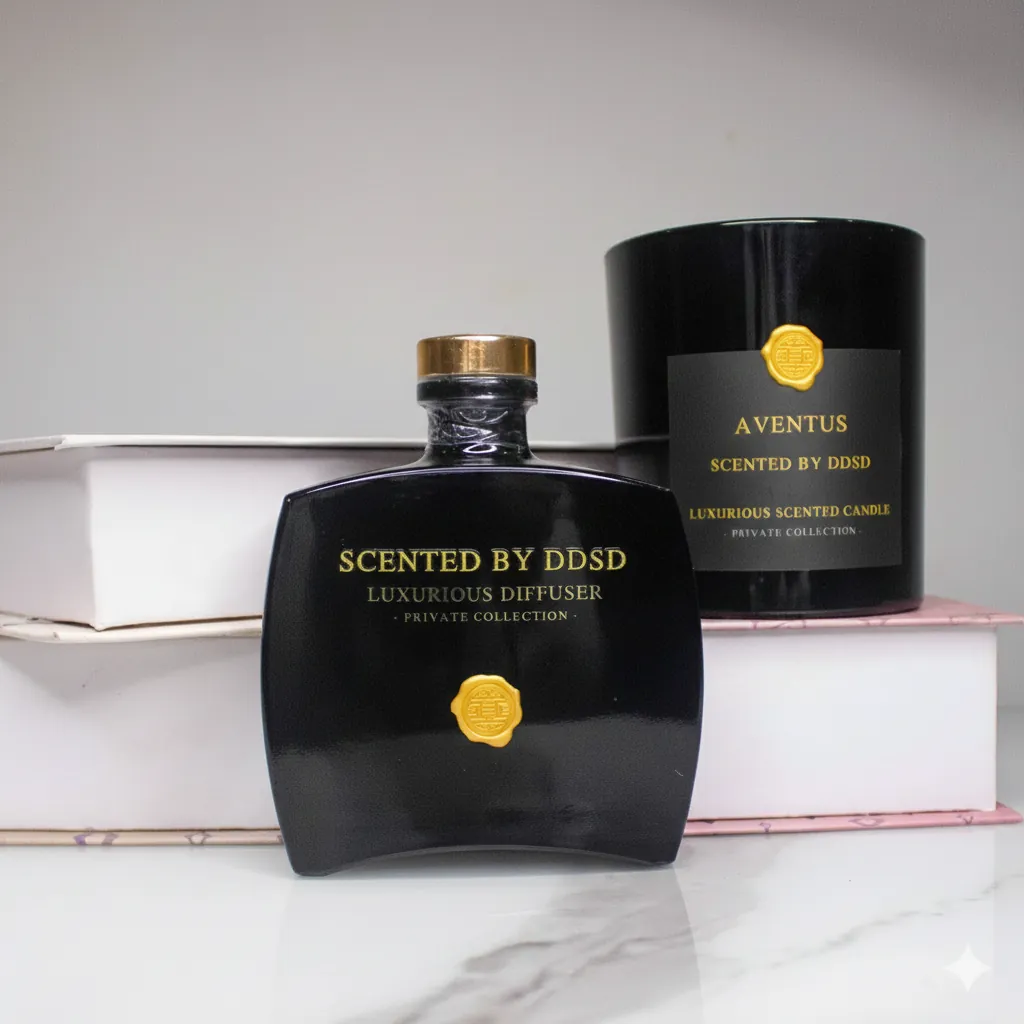 SCENTED BY DDSD
LUXURIOUS DIFFUSER
- PRIVATE COLLECTION -
AVENTUS
SCENTED BY DDSD
LUXURIOUS SCENTED CANDLE
- PRIVATE COLLECTION -